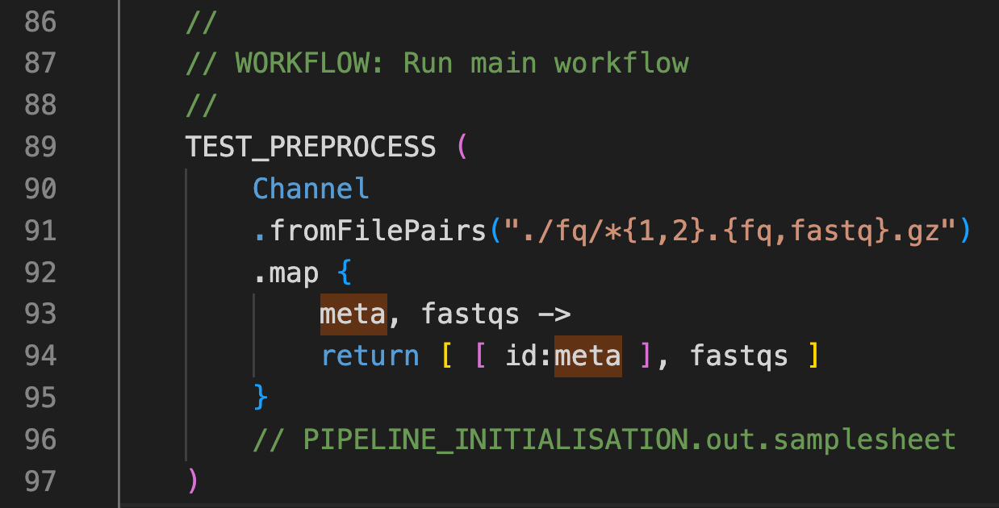 86 //
87 // WORKFLOW: Run main workflow
88 //
89 TEST_PREPROCESS (
90 Channel
91 .fromFilePairs("./fq/*{1,2}.{fq,fastq}.gz")
92 .map {
93 meta, fastqs ->
94 return [ [ id:meta ], fastqs ]
95 }
96 // PIPELINE_INITIALISATION.out.samplesheet
97 )